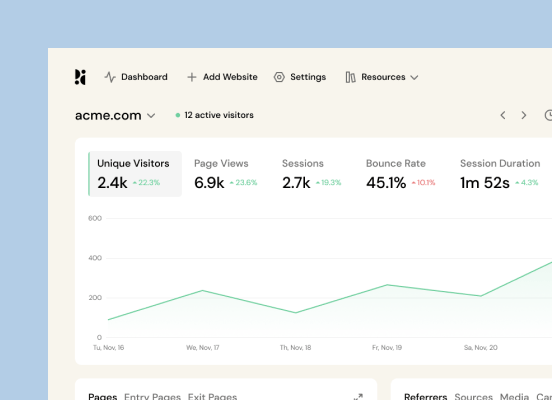 Dashboard Add Website Settings Resources
acme.com 12 active visitors
Unique Visitors Page Views Sessions Bounce Rate Session Duration
2.4k 22.3% 6.9k 23.6% 2.7k 19.3% 45.1% 10.1% 1m 52s 4.3%
600
400
200
0
Tu, Nov, 16 We, Nov, 17 Th, Nov, 18 Fr, Nov, 19 Sa, Nov, 20
Pages Entry Pages Exit Pages Referrers Sources Media